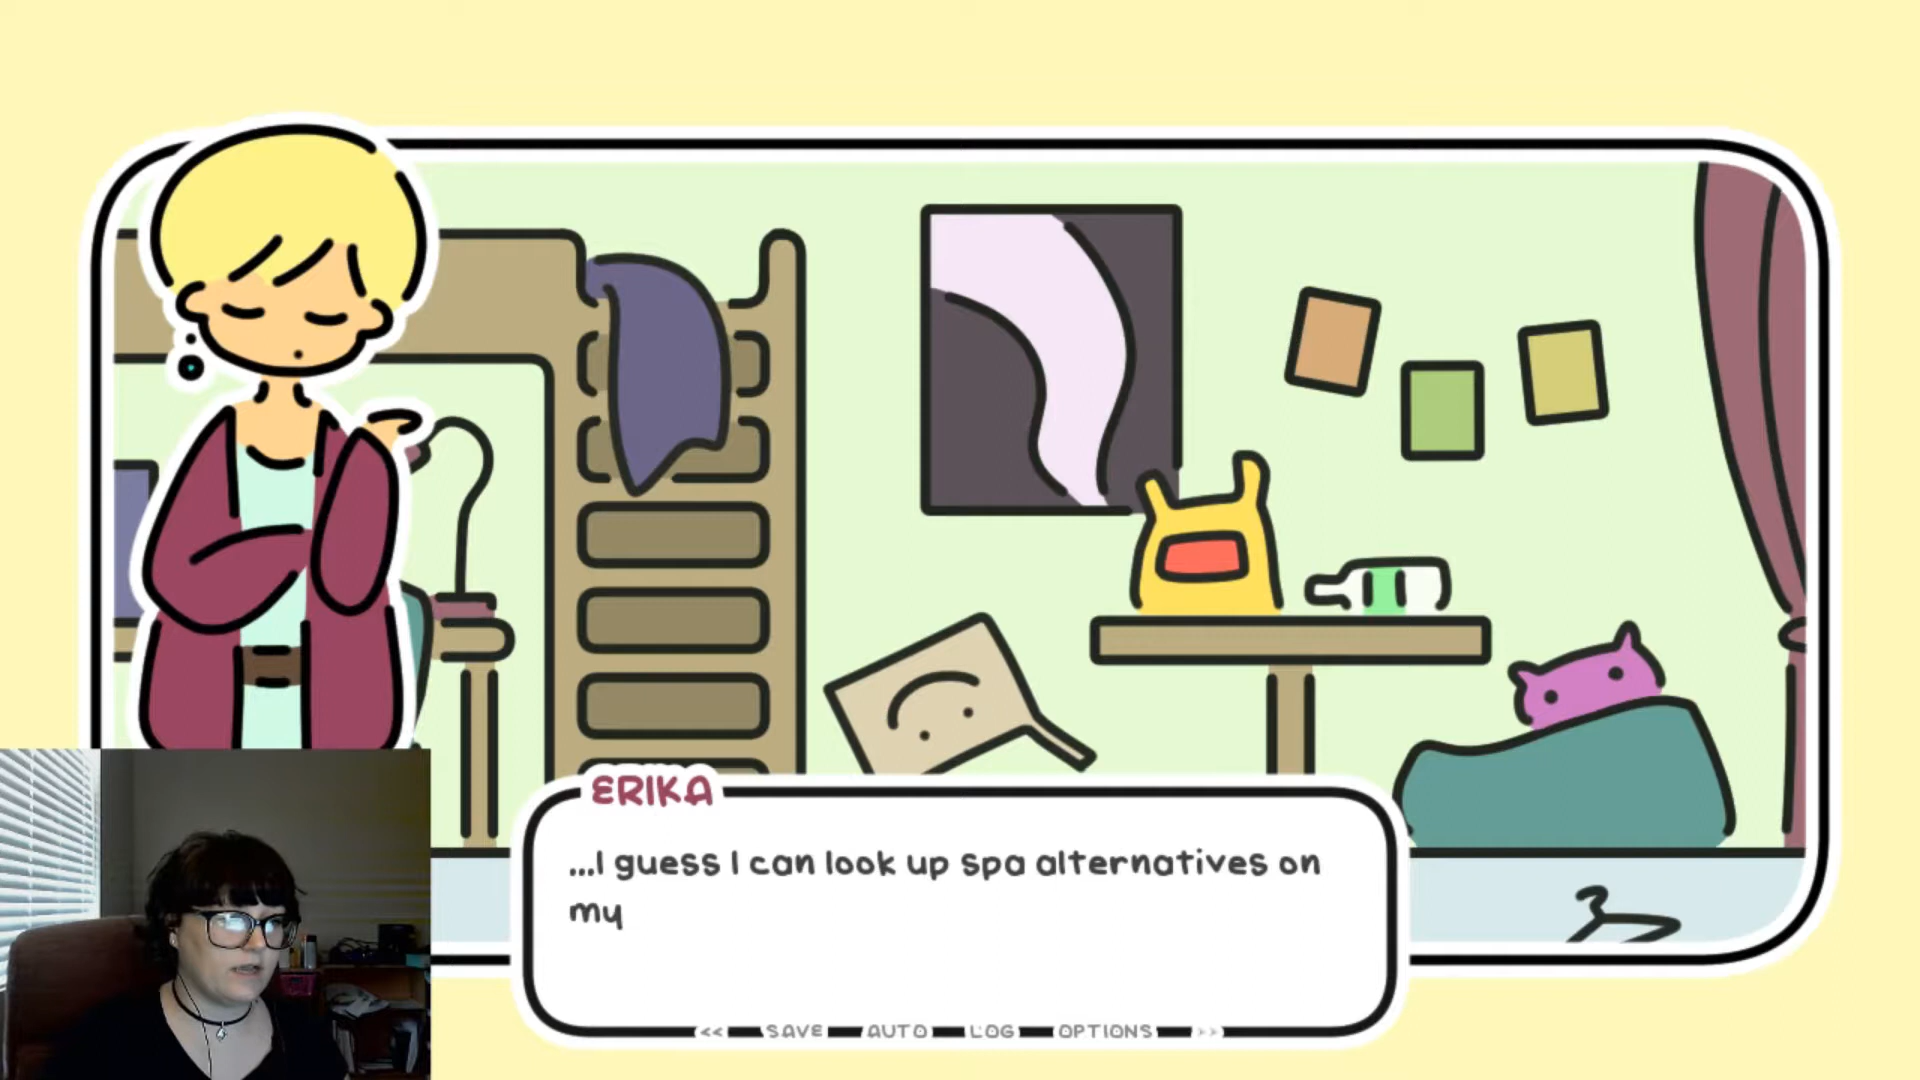 ERIKA
...I guess I can look up spa alternatives on
my
<< SAVE AUTO LOG OPTIONS >>